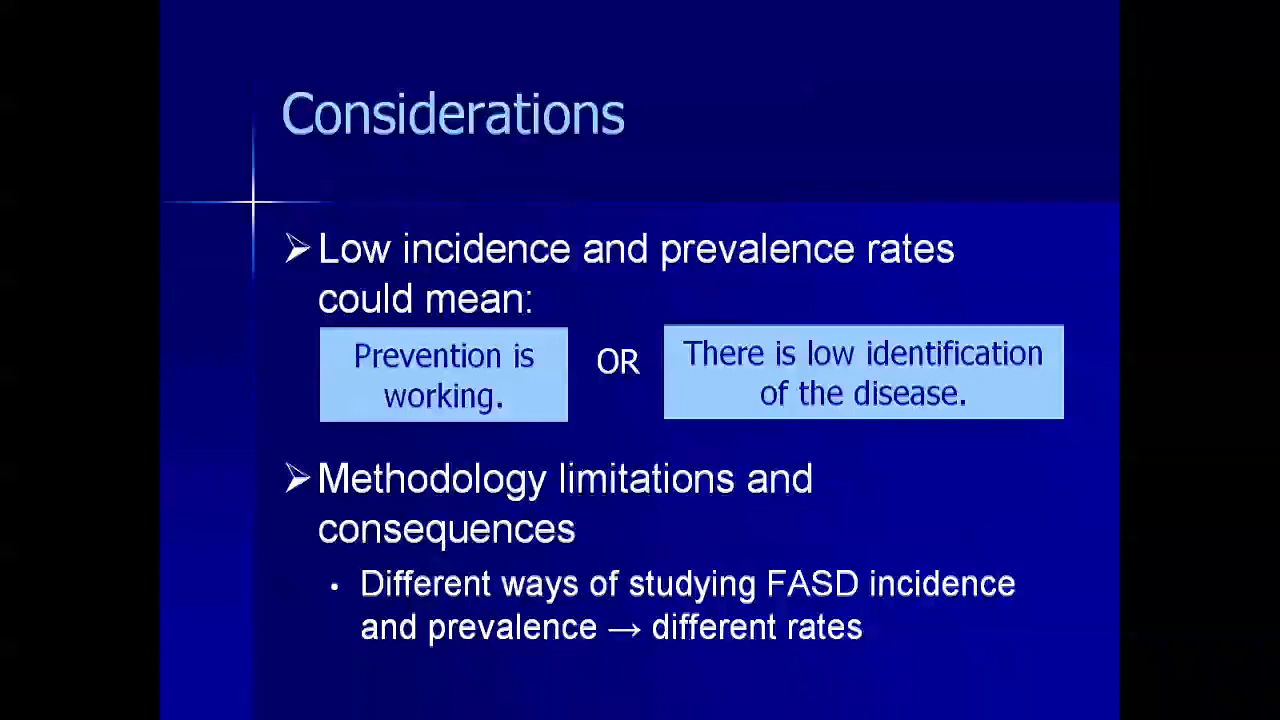 Considerations
Low incidence and prevalence rates
could mean:
Prevention is
working.
OR
There is low identification
of the disease.
Methodology limitations and
consequences
• Different ways of studying FASD incidence
and prevalence → different rates